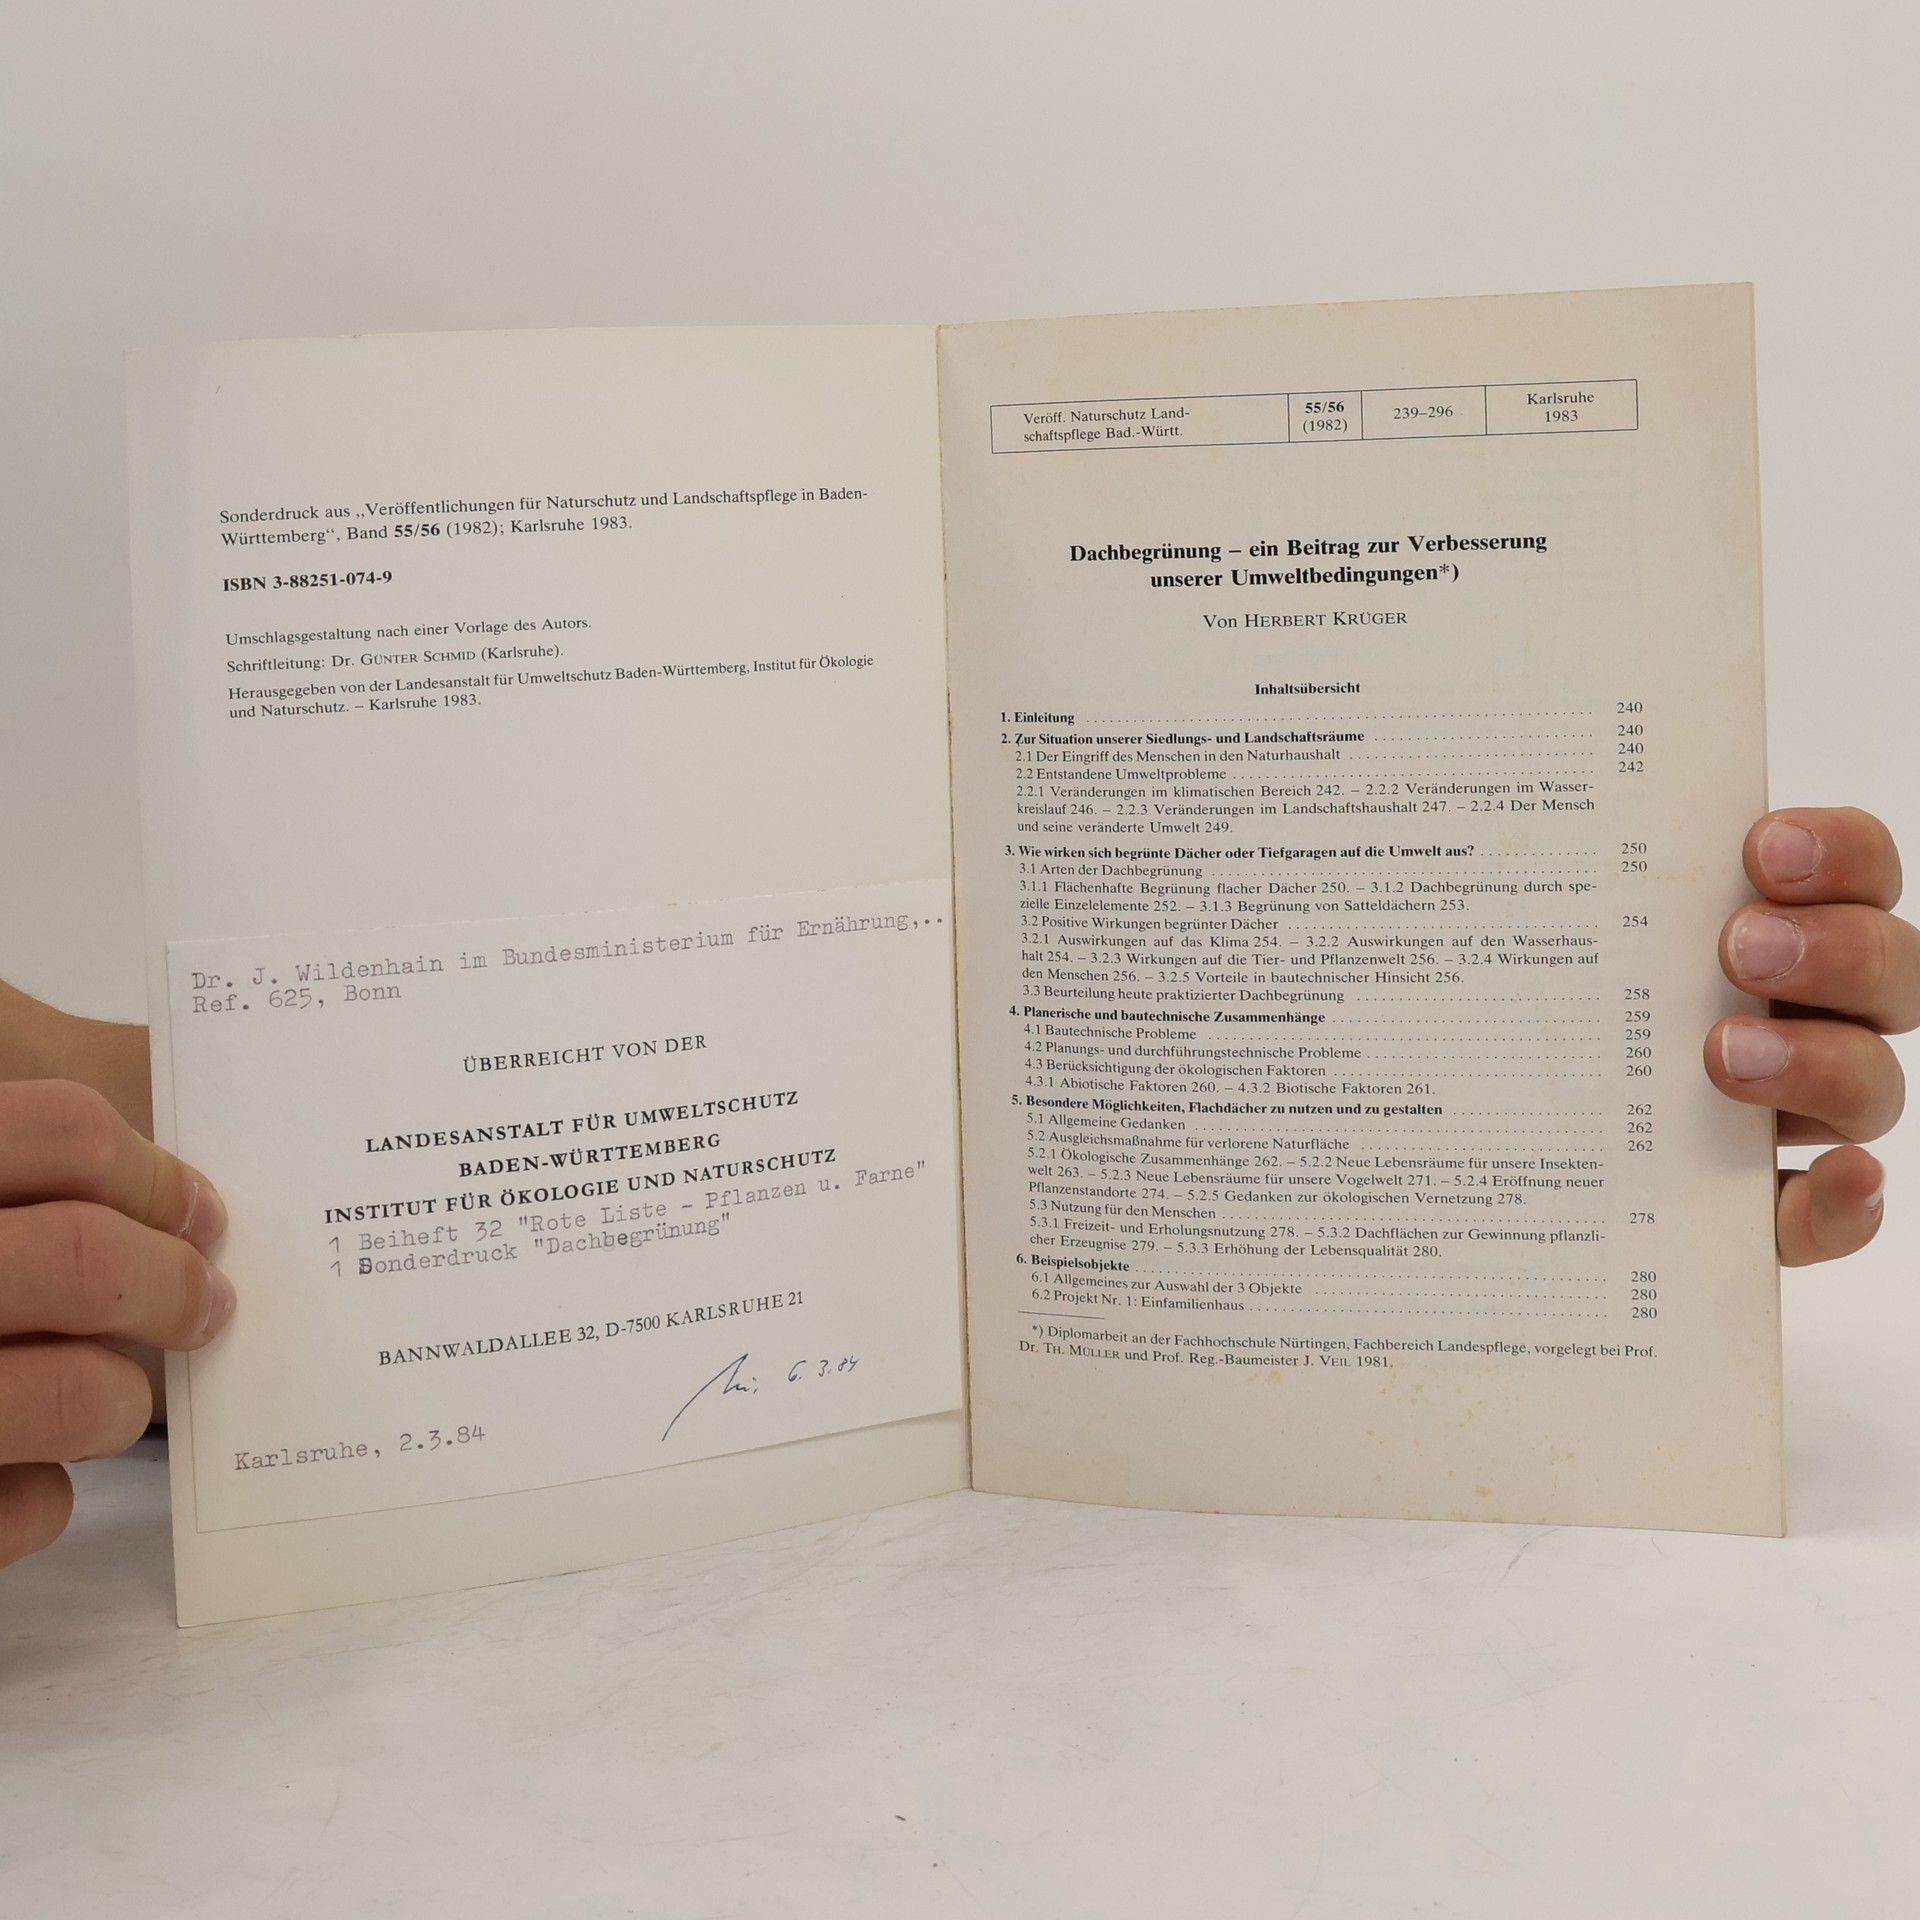 Sonderdruck aus ,,Veröffentlichungen für Naturschutz und Landschaftspflege in Baden-
Württemberg“, Band 55/56 (1982); Karlsruhe 1983.
ISBN 3-88251-074-9
Umschlagsgestaltung nach einer Vorlage des Autors.
Schriftleitung: Dr. GÜNTER SCHMID (Karlsruhe).
Herausgegeben von der Landesanstalt für Umweltschutz Baden-Württemberg, Institut für Ökologie
und Naturschutz. – Karlsruhe 1983.
Dr. J. Wildenhain im Bundesministerium für Ernährung,..
Ref. 625, Bonn
ÜBERREICHT VON DER
LANDESANSTALT FÜR UMWELTSCHUTZ
BADEN-WÜRTTEMBERG
INSTITUT FÜR ÖKOLOGIE UND NATURSCHUTZ
1 Beiheft 32 "Rote Liste - Pflanzen u. Farne"
1 Sonderdruck "Dachbegrünung"
BANNWALDALLEE 32, D-7500 KARLSRUHE 21
6. 3. 84
Karlsruhe, 2.3.84
Veröff. Naturschutz Land-
schaftspflege Bad.-Württ.
55/56
(1982)
239–296
Karlsruhe
1983
Dachbegrünung – ein Beitrag zur Verbesserung
unserer Umweltbedingungen*)
Von HERBERT KRÜGER
Inhaltsübersicht
1. Einleitung . . . . . . . . . . 240
2. Zur Situation unserer Siedlungs- und Landschaftsräume . . . . . . . . . . 240
2.1 Der Eingriff des Menschen in den Naturhaushalt . . . . . . . . . . 240
2.2 Entstandene Umweltprobleme . . . . . . . . . . 242
2.2.1 Veränderungen im klimatischen Bereich 242. – 2.2.2 Veränderungen im Wasser-
kreislauf 246. – 2.2.3 Veränderungen im Landschaftshaushalt 247. – 2.2.4 Der Mensch
und seine veränderte Umwelt 249.
3. Wie wirken sich begrünte Dächer oder Tiefgaragen auf die Umwelt aus? . . . . . . . . . . 250
3.1 Arten der Dachbegrünung . . . . . . . . . . 250
3.1.1 Flächenhafte Begrünung flacher Dächer 250. – 3.1.2 Dachbegrünung durch spe-
zielle Einzelelemente 252. – 3.1.3 Begrünung von Satteldächern 253.
3.2 Positive Wirkungen begrünter Dächer . . . . . . . . . . 254
3.2.1 Auswirkungen auf das Klima 254. – 3.2.2 Auswirkungen auf den Wasserhaus-
halt 254. – 3.2.3 Wirkungen auf die Tier- und Pflanzenwelt 256. – 3.2.4 Wirkungen auf
den Menschen 256. – 3.2.5 Vorteile in bautechnischer Hinsicht 256.
3.3 Beurteilung heute praktizierter Dachbegrünung . . . . . . . . . . 258
4. Planerische und bautechnische Zusammenhänge . . . . . . . . . . 259
4.1 Bautechnische Probleme . . . . . . . . . . 259
4.2 Planungs- und durchführungstechnische Probleme . . . . . . . . . . 260
4.3 Berücksichtigung der ökologischen Faktoren . . . . . . . . . . 260
4.3.1 Abiotische Faktoren 260. – 4.3.2 Biotische Faktoren 261.
5. Besondere Möglichkeiten, Flachdächer zu nutzen und zu gestalten . . . . . . . . . . 262
5.1 Allgemeine Gedanken . . . . . . . . . . 262
5.2 Ausgleichsmaßnahme für verlorene Naturfläche . . . . . . . . . . 262
5.2.1 Ökologische Zusammenhänge 262. – 5.2.2 Neue Lebensräume für unsere Insekten-
welt 263. – 5.2.3 Neue Lebensräume für unsere Vogelwelt 271. – 5.2.4 Eröffnung neuer
Pflanzenstandorte 274. – 5.2.5 Gedanken zur ökologischen Vernetzung 278.
5.3 Nutzung für den Menschen . . . . . . . . . . 278
5.3.1 Freizeit- und Erholungsnutzung 278. – 5.3.2 Dachflächen zur Gewinnung pflanzli-
cher Erzeugnise 279. – 5.3.3 Erhöhung der Lebensqualität 280.
6. Beispielsobjekte . . . . . . . . . . 280
6.1 Allgemeines zur Auswahl der 3 Objekte . . . . . . . . . . 280
6.2 Projekt Nr. 1: Einfamilienhaus . . . . . . . . . . 280
*) Diplomarbeit an der Fachhochschule Nürtingen, Fachbereich Landespflege, vorgelegt bei Prof.
Dr. TH. MÜLLER und Prof. Reg.-Baumeister J. VEIL 1981.